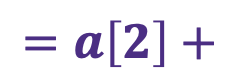 = a[2] +